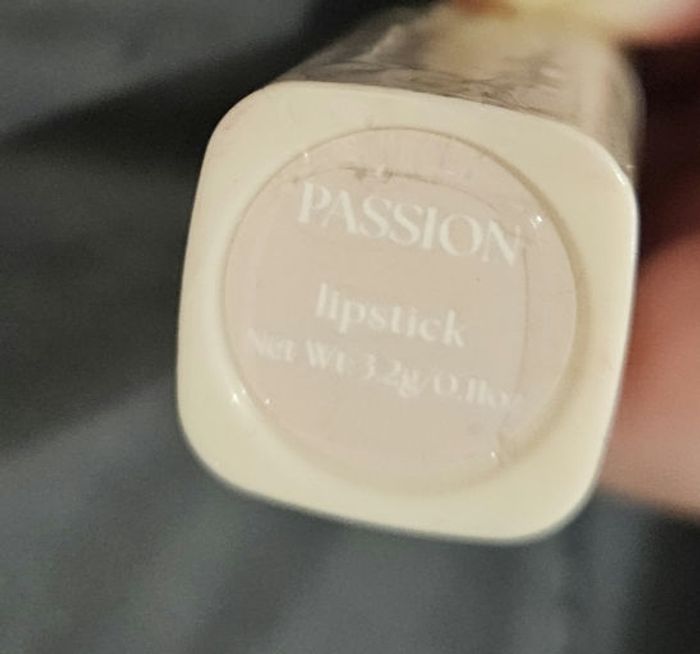 PASSION
lipstick
Net Wt: 3.2g/0.11oz